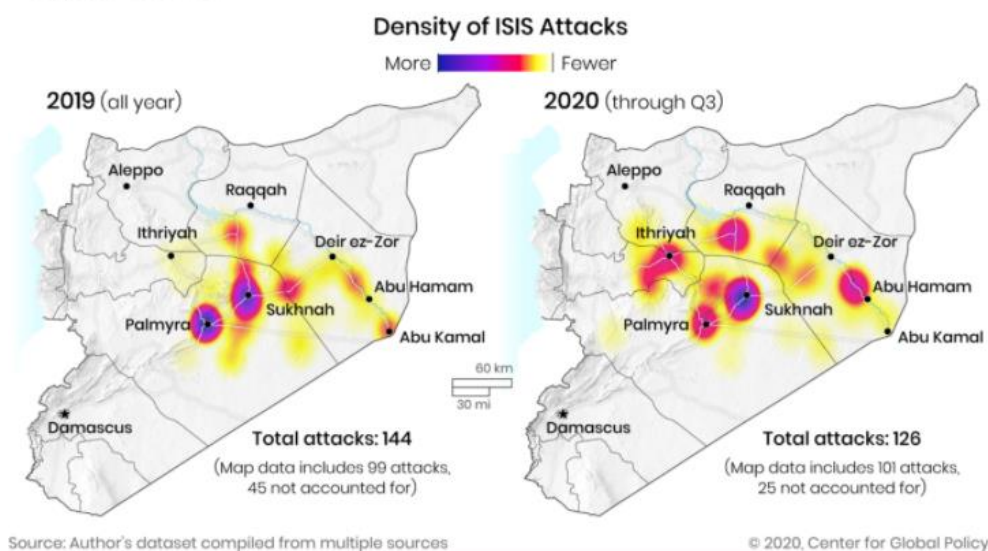 Density of ISIS Attacks
More Fewer
2019 (all year)
Aleppo
Raqqah
Ithriyah
Deir ez-Zor
Abu Hamam
Sukhnah
Palmyra
Abu Kamal
60 km
30 mi
Damascus
Total attacks: 144
(Map data includes 99 attacks,
45 not accounted for)
2020 (through Q3)
Aleppo
Raqqah
Ithriyah
Deir ez-Zor
Abu Hamam
Sukhnah
Palmyra
Abu Kamal
Damascus
Total attacks: 126
(Map data includes 101 attacks,
25 not accounted for)
Source: Author's dataset compiled from multiple sources
© 2020, Center for Global Policy